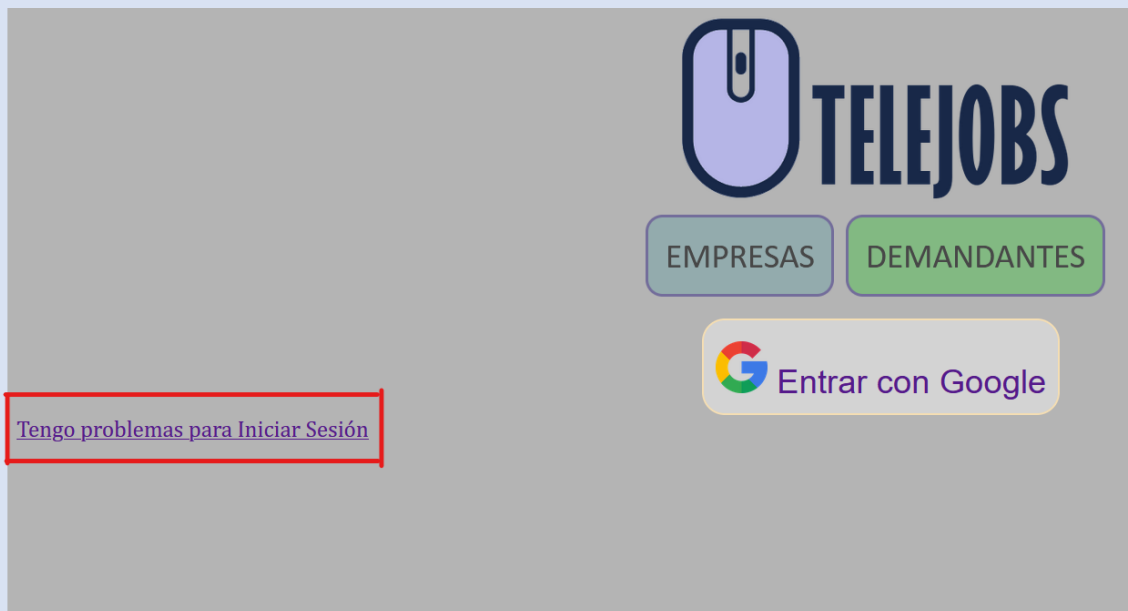 TELEJOBS
EMPRESAS
DEMANDANTES
Entrar con Google
Tengo problemas para Iniciar Sesión